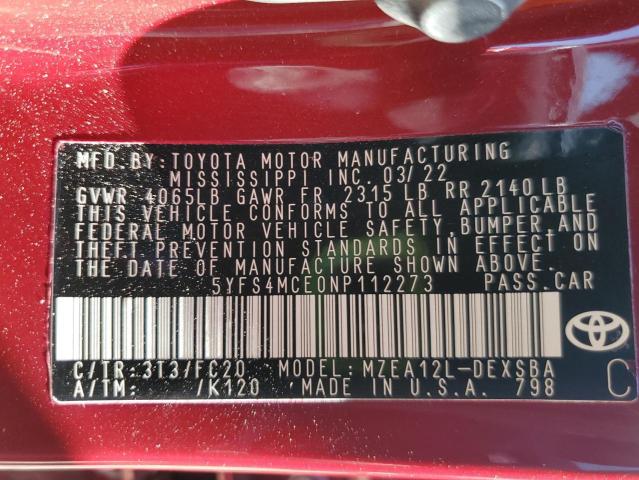 MFD.BY: TOYOTA MOTOR MANUFACTURING
MISSISSIPPI INC. 03/22
GVWR 4065LB GAWR FR 2315 LB RR 2140 LB
THIS VEHICLE CONFORMS TO ALL APPLICABLE
FEDERAL MOTOR VEHICLE SAFETY,BUMPER,AND
THEFT PREVENTION STANDARDS IN EFFECT ON
THE DATE OF MANUFACTURE SHOWN ABOVE.
5YFS4MCE0NP112273 PASS.CAR
C/TR:3T3/FC20 MODEL:MZEA12L-DEXSBA
A/TM: /K120 MADE IN U.S.A. 798
C